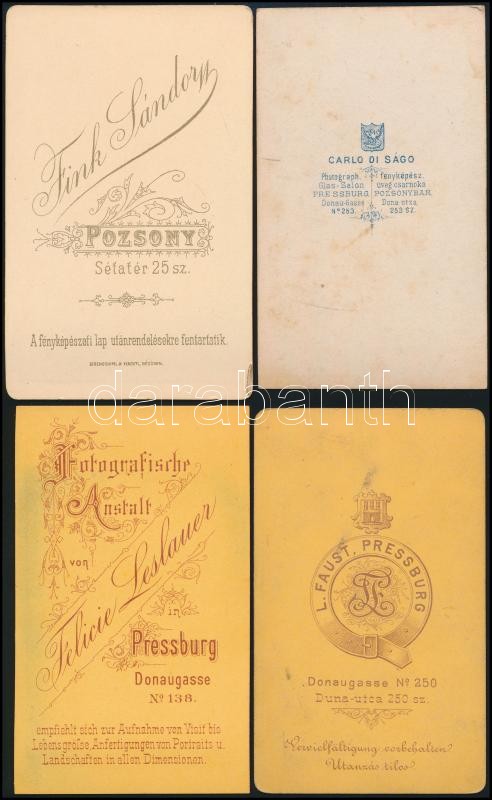 Fink Sándor
POZSONY
Sétatér 25 sz.
A fényképészeti lap utánrendelésekre fentartatik.
CARLO DI SÁGO
Photograph. fényképész.
Glas-Salon üveg csarnoka
PRESSBURG POZSONYBAN.
Donau-Gasse Duna-utza
Nº 253. 253 SZ.
darabanth
Fotografische
Anstalt
von
Felicie Leslauer
in
Pressburg
Donaugasse
Nº 138.
empfiehlt sich zur Aufnahme von Visit bis
Lebensgrösse, Anfertigungen von Portraits u.
Landschaften in allen Dimensionen.
L. FAUST, PRESSBURG
Donaugasse Nº 250
Duna-utca 250 sz.
Vervielfältigung vorbehalten
Utánzás tilos